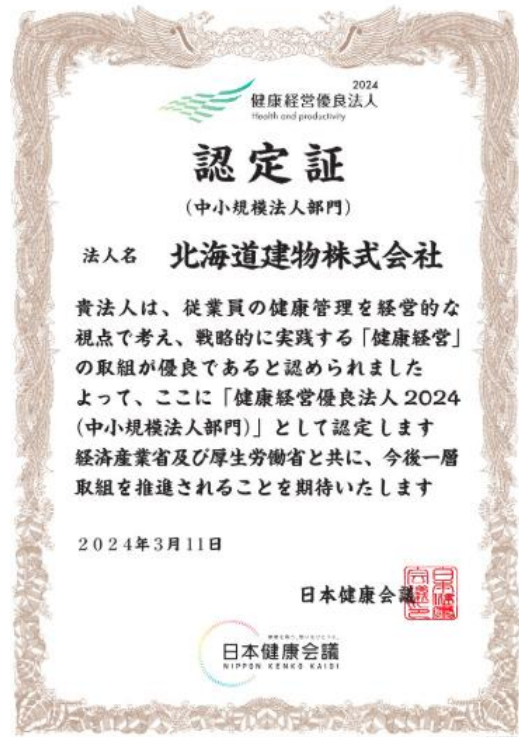 2024
健康経営優良法人
Health and productivity
認定証
(中小規模法人部門)
法人名 北海道建物株式会社
貴法人は、従業員の健康管理を経営的な
視点で考え、戦略的に実践する「健康経営」
の取組が優良であると認められました
よって、ここに「健康経営優良法人2024
(中小規模法人部門)」として認定します
経済産業省及び厚生労働省と共に、今後一層
取組を推進されることを期待いたします
2024年3月11日
日本健康会議
日本健康会議
NIPPON KENKO KAIGI